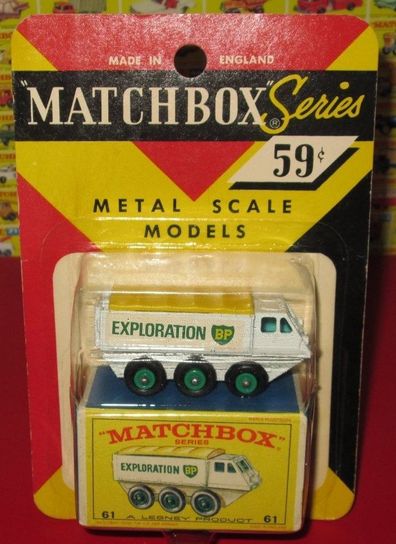 MADE IN ENGLAND
"MATCHBOX" Series
®
59¢
METAL SCALE
MODELS
EXPLORATION BP
"MATCHBOX"
SERIES
EXPLORATION BP
61 A LESNEY PRODUCT 61